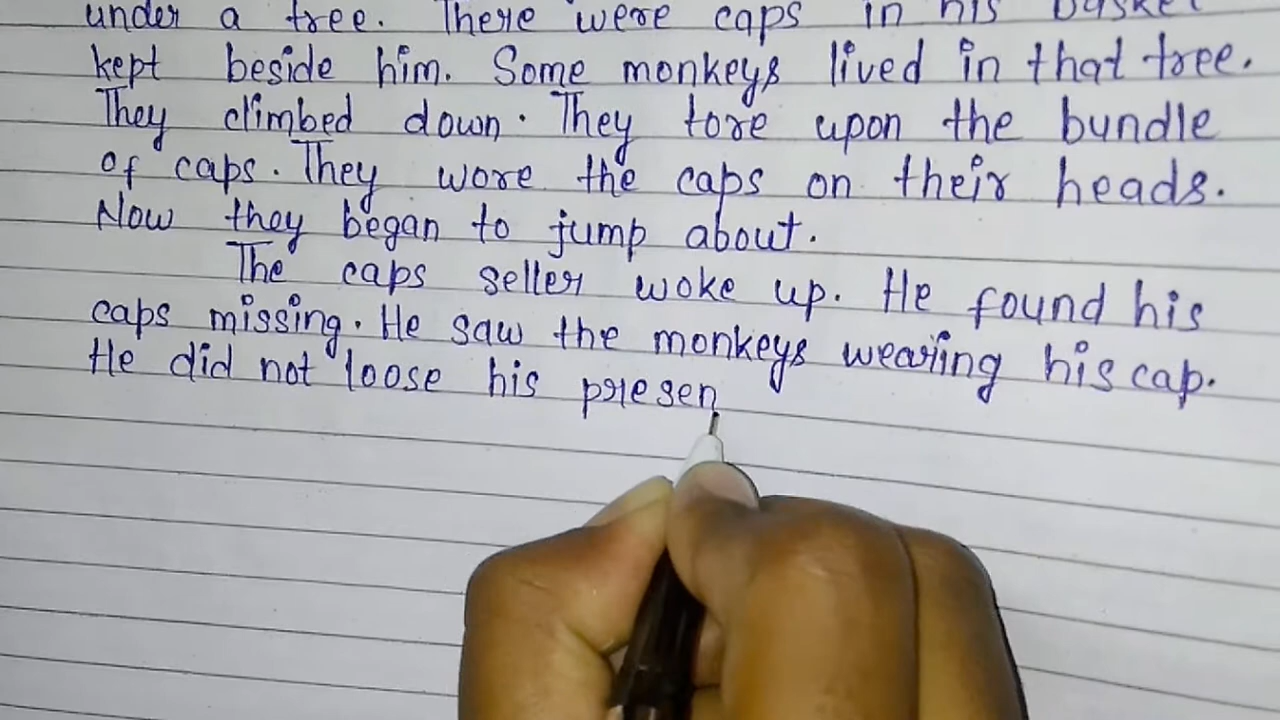 under a tree. There were caps in his basket
kept beside him. Some monkeys lived in that tree.
They climbed down. They tore upon the bundle
of caps. They wore the caps on their heads.
Now they began to jump about.
The caps seller woke up. He found his
caps missing. He saw the monkeys wearing his cap.
He did not loose his presen